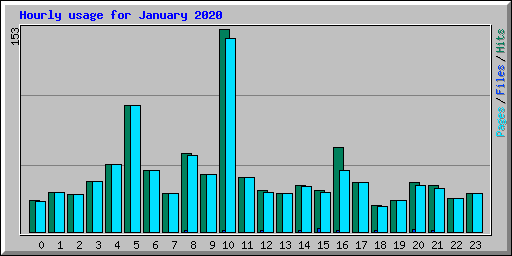 Hourly usage for January 2020
153
Pages/Files/Hits
0 1 2 3 4 5 6 7 8 9 10 11 12 13 14 15 16 17 18 19 20 21 22 23